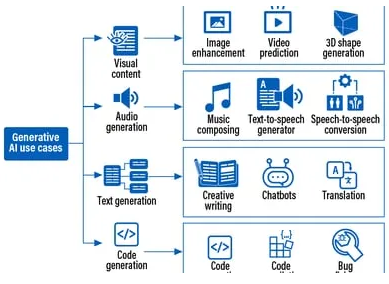 Visual
content
Image
enhancement
Video
prediction
3D shape
generation
Audio
generation
Music
composing
A
Text-to-speech
generator
Speech-to-speech
conversion
Generative
AI use cases
Text generation
Creative
writing
Chatbots
A
文
Translation
</>
Code
generation
</>
Code
{...}
Code
Bug